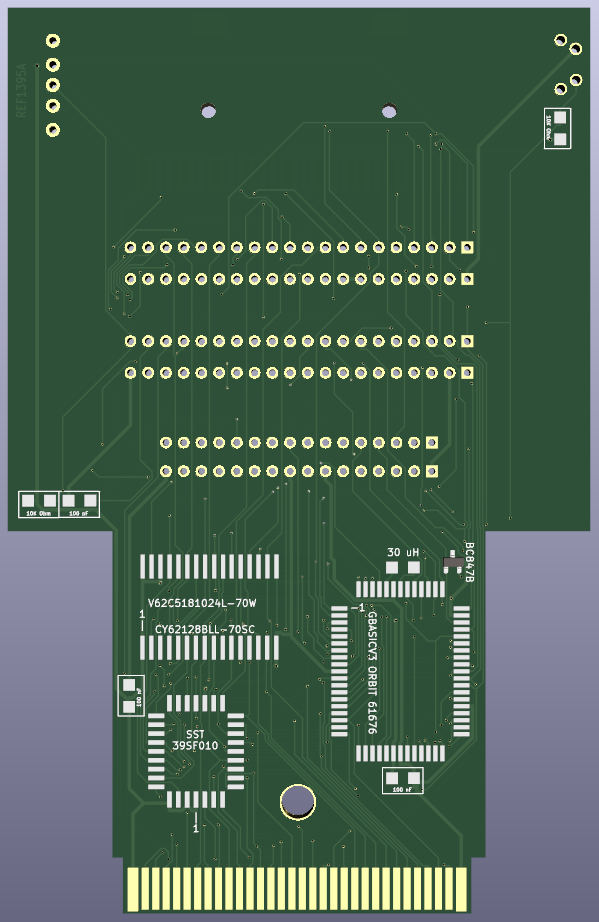 REF1395A
10K Ohm
10K Ohm
100 nF
30 uH
BC847B
V62C5181024L-70W
1
CY62128BLL-70SC
1
GBASICV3 ORBIT 61676
100 nF
SST
39SF010
100 nF
1